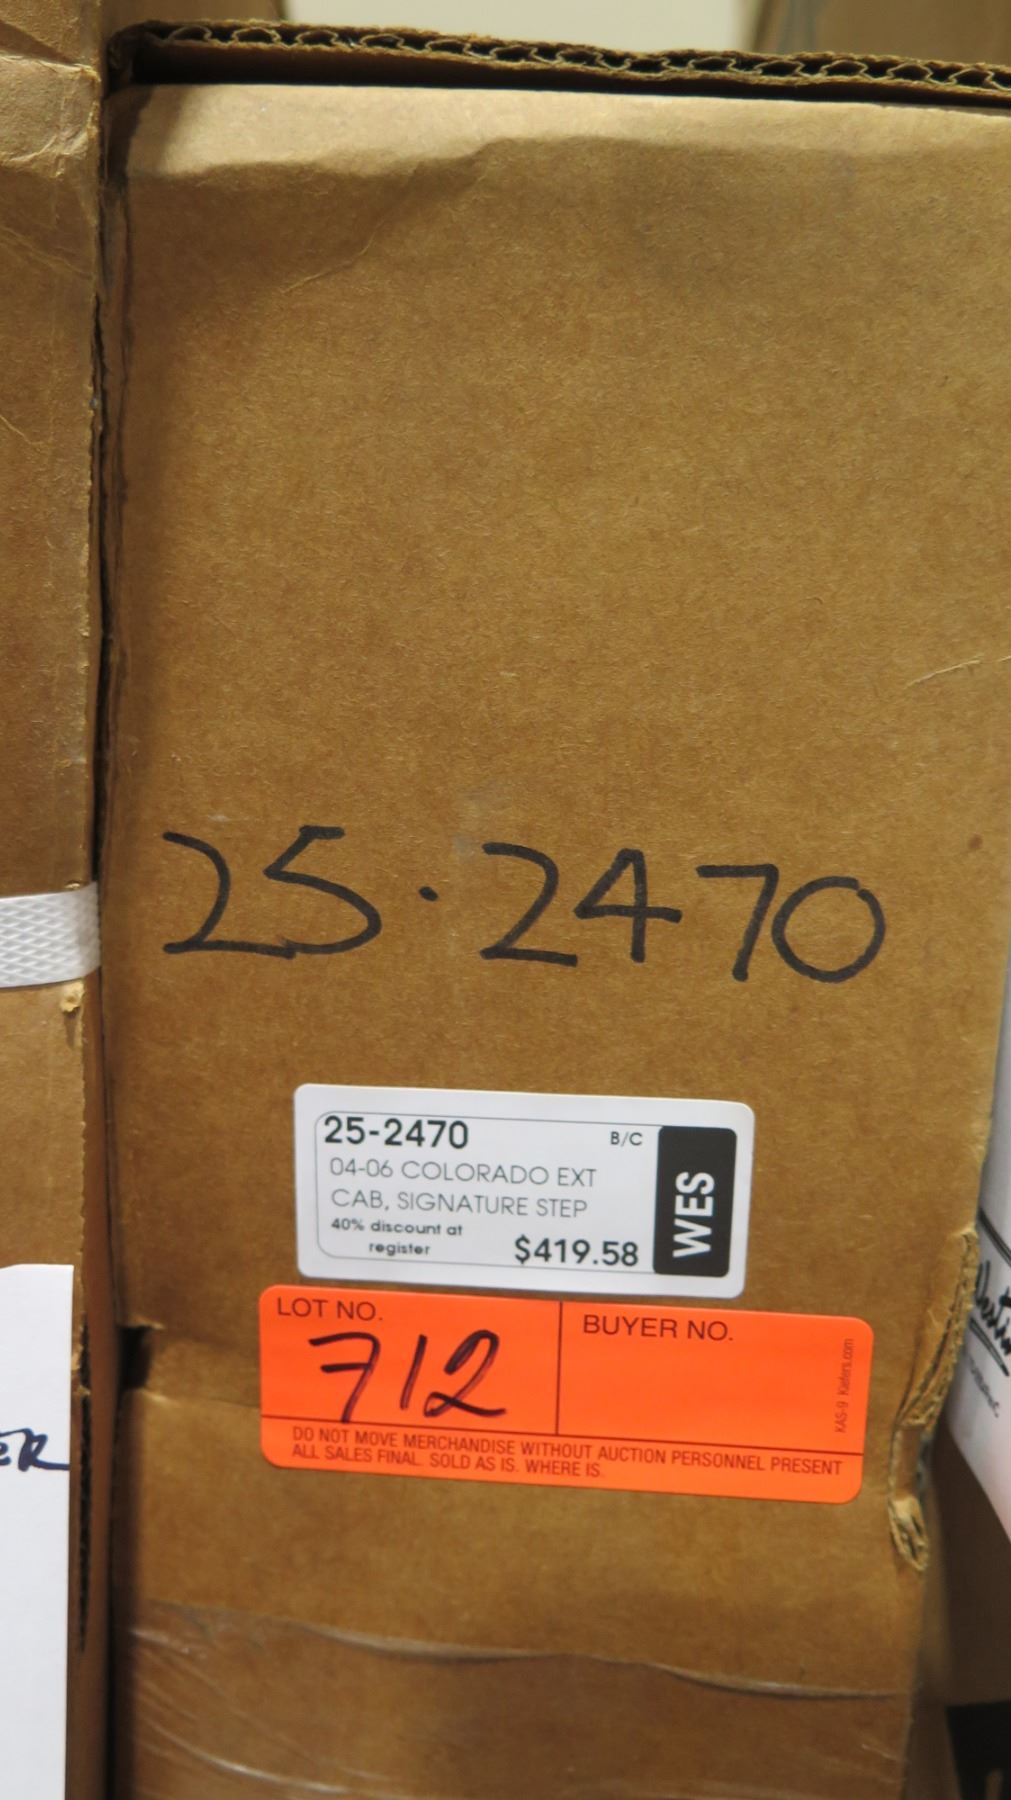 25-2470
25-2470
B/C
04-06 COLORADO EXT
CAB, SIGNATURE STEP
40% discount at
register
$419.58
WES
LOT NO.
712
BUYER NO.
KAS-9 Kiefers.com
DO NOT MOVE MERCHANDISE WITHOUT AUCTION PERSONNEL PRESENT
ALL SALES FINAL. SOLD AS IS. WHERE IS.
ER